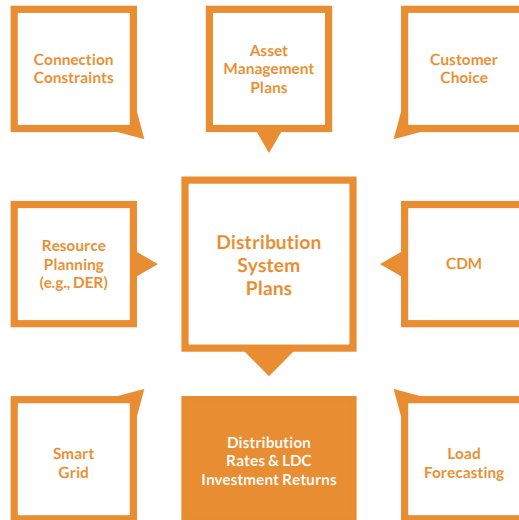 Connection
Constraints
Asset
Management
Plans
Customer
Choice
Resource
Planning
(e.g., DER)
Distribution
System
Plans
CDM
Smart
Grid
Distribution
Rates & LDC
Investment Returns
Load
Forecasting